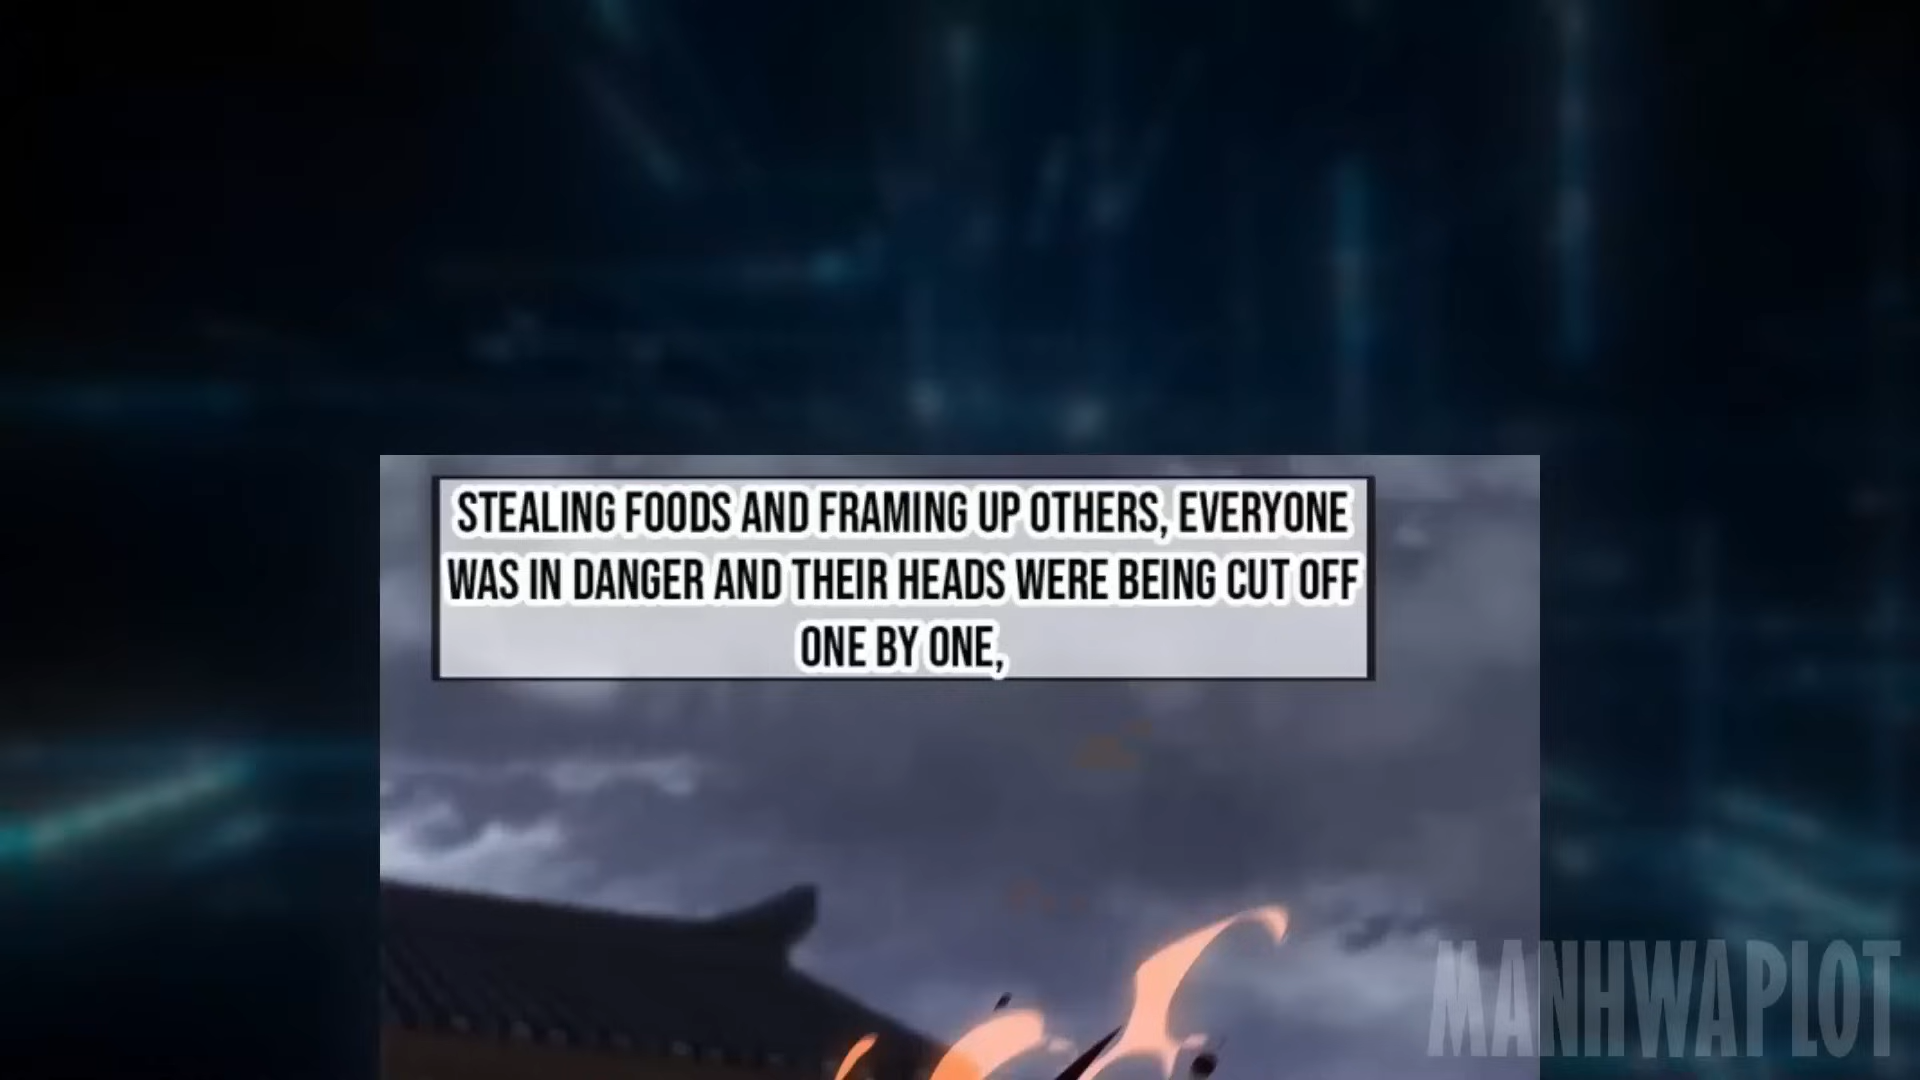 STEALING FOODS AND FRAMING UP OTHERS, EVERYONE
WAS IN DANGER AND THEIR HEADS WERE BEING CUT OFF
ONE BY ONE,
MANHWAPLOT